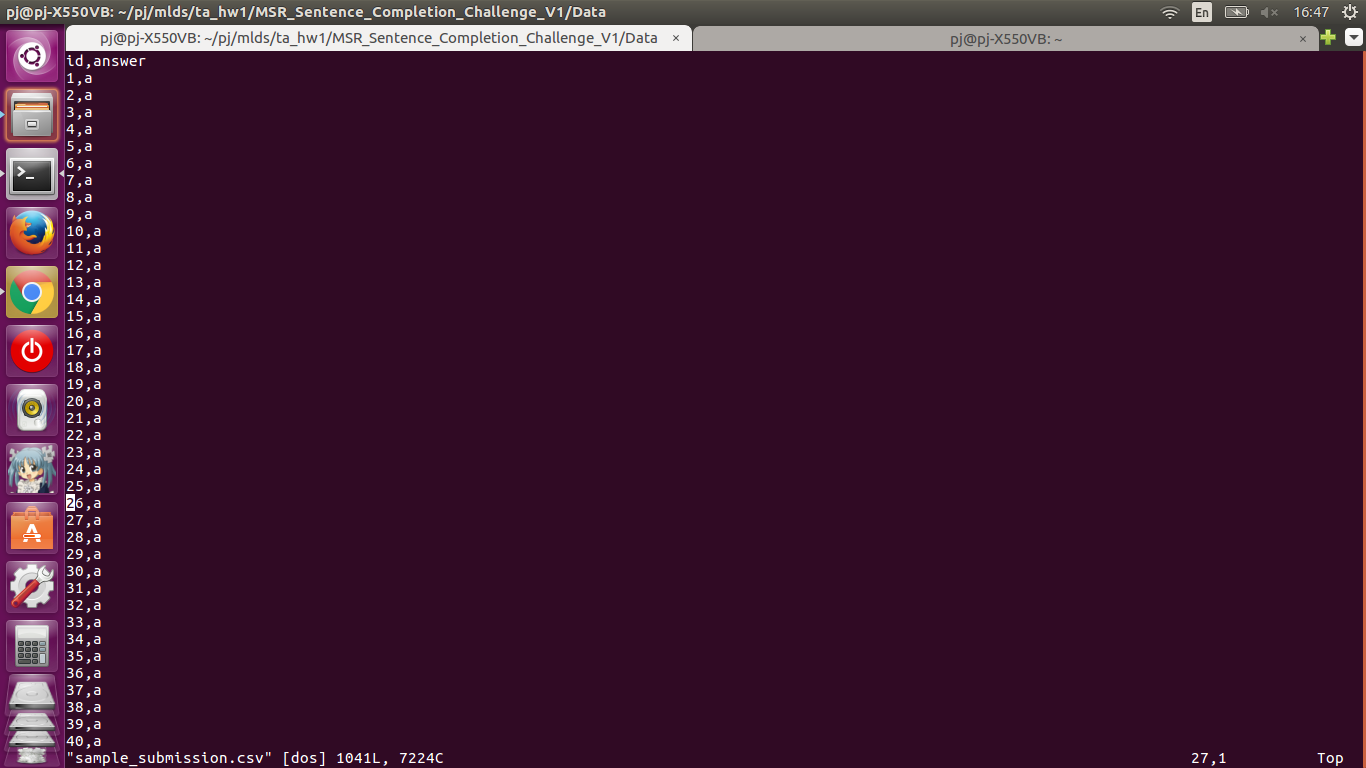 pj@pj-X550VB: ~/pj/mlds/ta_hw1/MSR_Sentence_Completion_Challenge_V1/Data
En
16:47
pj@pj-X550VB: ~/pj/mlds/ta_hw1/MSR_Sentence_Completion_Challenge_V1/Data
pj@pj-X550VB: ~
id,answer
1,a
2,a
3,a
4,a
5,a
6,a
7,a
8,a
9,a
10,a
11,a
12,a
13,a
14,a
15,a
16,a
17,a
18,a
19,a
20,a
21,a
22,a
23,a
24,a
25,a
26,a
27,a
28,a
29,a
30,a
31,a
32,a
33,a
34,a
35,a
36,a
37,a
38,a
39,a
40,a
"sample_submission.csv" [dos] 1041L, 7224C 27,1 Top